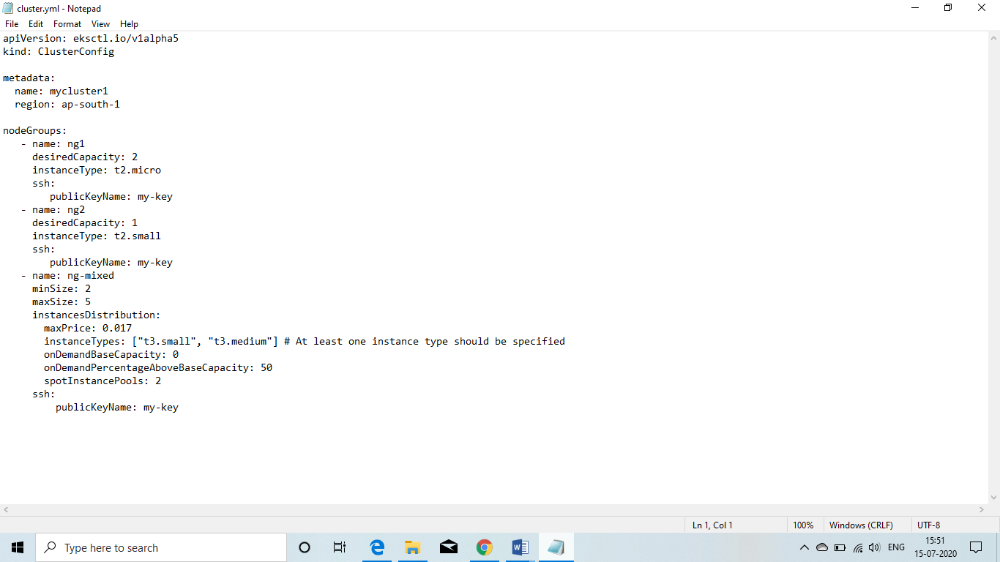 cluster.yml - Notepad
File Edit Format View Help
apiVersion: eksctl.io/v1alpha5
kind: ClusterConfig

metadata:
  name: mycluster1
  region: ap-south-1

nodeGroups:
   - name: ng1
     desiredCapacity: 2
     instanceType: t2.micro
     ssh:
        publicKeyName: my-key
   - name: ng2
     desiredCapacity: 1
     instanceType: t2.small
     ssh:
        publicKeyName: my-key
   - name: ng-mixed
     minSize: 2
     maxSize: 5
     instancesDistribution:
       maxPrice: 0.017
       instanceTypes: ["t3.small", "t3.medium"] # At least one instance type should be specified
       onDemandBaseCapacity: 0
       onDemandPercentageAboveBaseCapacity: 50
       spotInstancePools: 2
     ssh:
         publicKeyName: my-key
Ln 1, Col 1 100% Windows (CRLF) UTF-8
Type here to search
ENG
15:51
15-07-2020